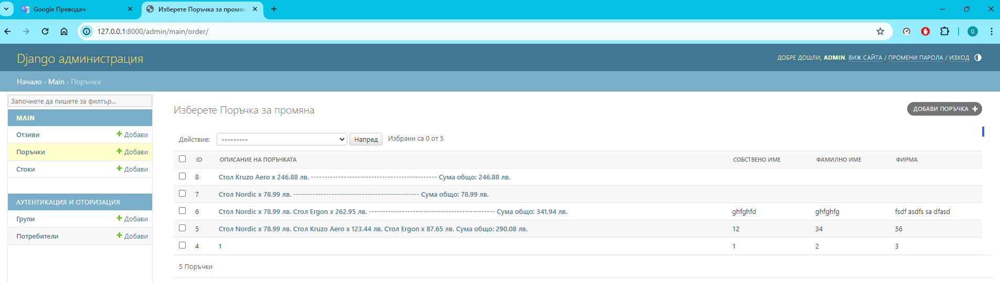 Google Преводач
Изберете Поръчка за промян
127.0.0.1:8000/admin/main/order/
G
Django администрация
ДОБРЕ ДОШЛИ, ADMIN. ВИЖ САЙТА / ПРОМЕНИ ПАРОЛА / ИЗХОД
Начало › Main › Поръчки
Започнете да пишете за филтър...
MAIN
Отзиви + Добави
Поръчки + Добави
Стоки + Добави
АУТЕНТИКАЦИЯ И ОТОРИЗАЦИЯ
Групи + Добави
Потребители + Добави
Изберете Поръчка за промяна
ДОБАВИ ПОРЪЧКА +
Действие: --------- Напред Избрани са 0 от 5
ID ОПИСАНИЕ НА ПОРЪЧКАТА СОБСТВЕНО ИМЕ ФАМИЛНО ИМЕ ФИРМА
8 Стол Kruzo Aero x 246.88 лв. ---------------------------------------------- Сума общо: 246.88 лв.
7 Стол Nordic x 78.99 лв. ---------------------------------------------- Сума общо: 78.99 лв.
6 Стол Nordic x 78.99 лв. Стол Ergon x 262.95 лв. ---------------------------------------------- Сума общо: 341.94 лв. ghfghfd ghfghfg fsdf asdfs sa dfasd
5 Стол Nordic x 78.99 лв. Стол Kruzo Aero x 123.44 лв. Стол Ergon x 87.65 лв. Сума общо: 290.08 лв. 12 34 56
4 1 1 2 3
5 Поръчки